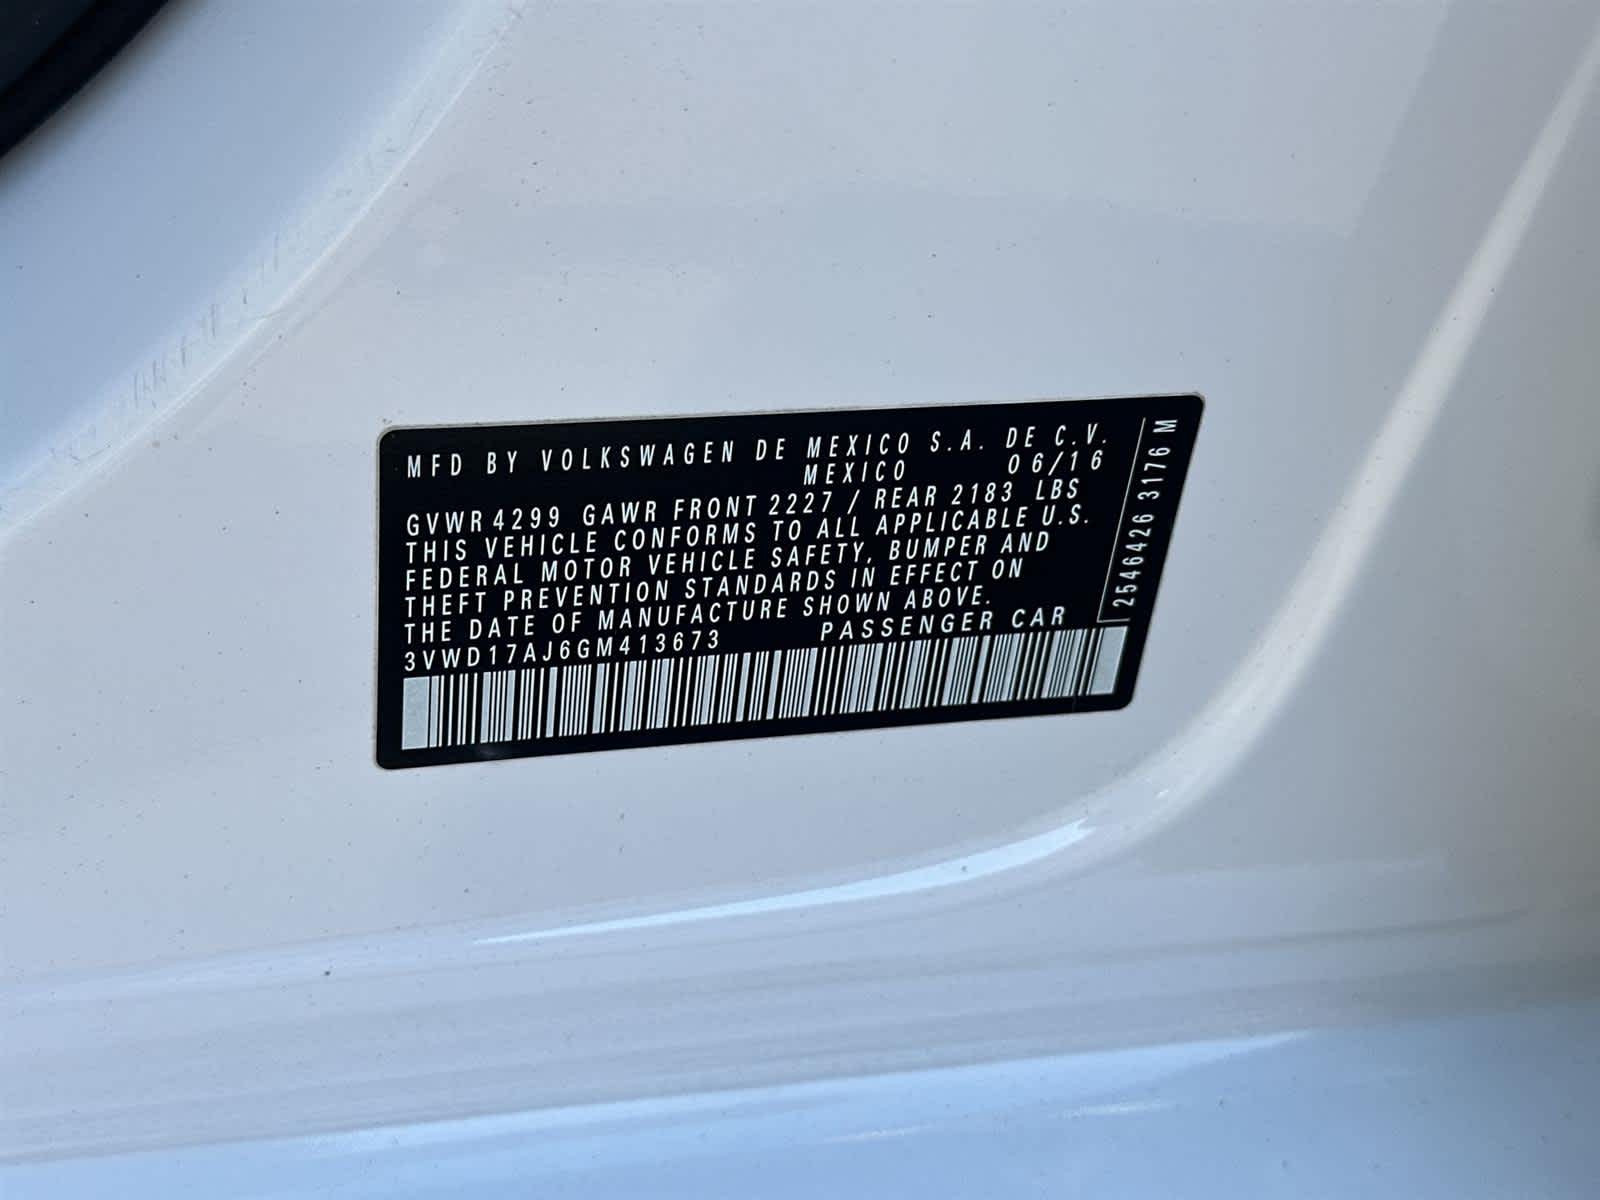 MFD BY VOLKSWAGEN DE MEXICO S.A. DE C.V.
MEXICO 06/16
GVWR 4299 GAWR FRONT 2227 / REAR 2183 LBS
THIS VEHICLE CONFORMS TO ALL APPLICABLE U.S.
FEDERAL MOTOR VEHICLE SAFETY, BUMPER AND
THEFT PREVENTION STANDARDS IN EFFECT ON
THE DATE OF MANUFACTURE SHOWN ABOVE.
3VWD17AJ6GM413673 PASSENGER CAR
2546426 3176 M